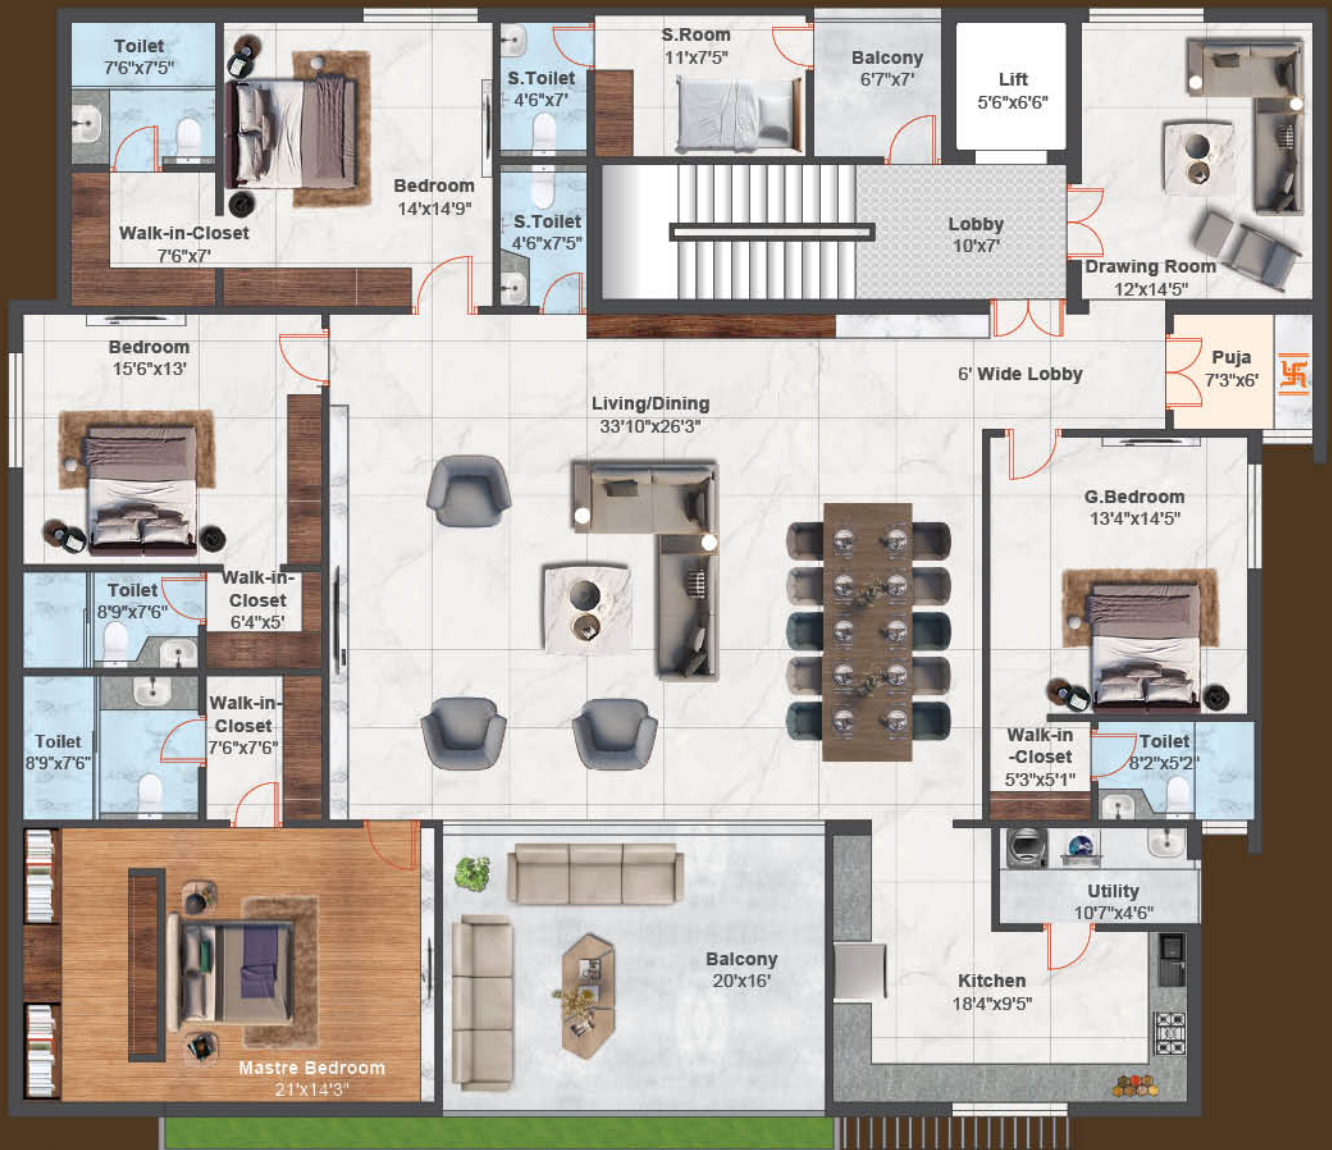 Toilet
7'6"x7'5"
S.Toilet
4'6"x7'
S.Room
11'x7'5"
Balcony
6'7"x7'
Lift
5'6"x6'6"
Bedroom
14'x14'9"
Walk-in-Closet
7'6"x7'
S.Toilet
4'6"x7'5"
Lobby
10'x7'
Drawing Room
12'x14'5"
Bedroom
15'6"x13'
Living/Dining
33'10"x26'3"
6' Wide Lobby
Puja
7'3"x6'
G.Bedroom
13'4"x14'5"
Toilet
8'9"x7'6"
Walk-in-
Closet
6'4"x5'
Toilet
8'9"x7'6"
Walk-in-
Closet
7'6"x7'6"
Walk-in
-Closet
5'3"x5'1"
Toilet
8'2"x5'2'
Utility
10'7"x4'6"
Balcony
20'x16'
Kitchen
18'4"x9'5"
Mastre Bedroom
21'x14'3"